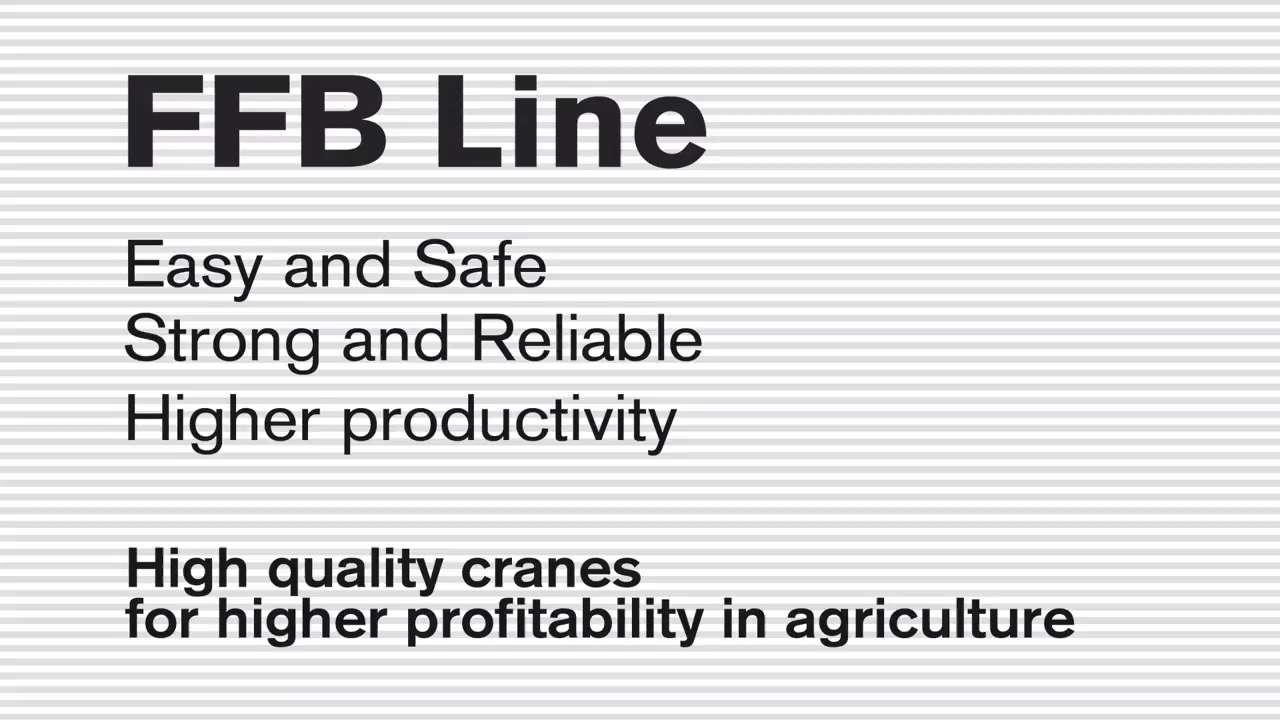 FFB Line
Easy and Safe
Strong and Reliable
Higher productivity
High quality cranes
for higher profitability in agriculture